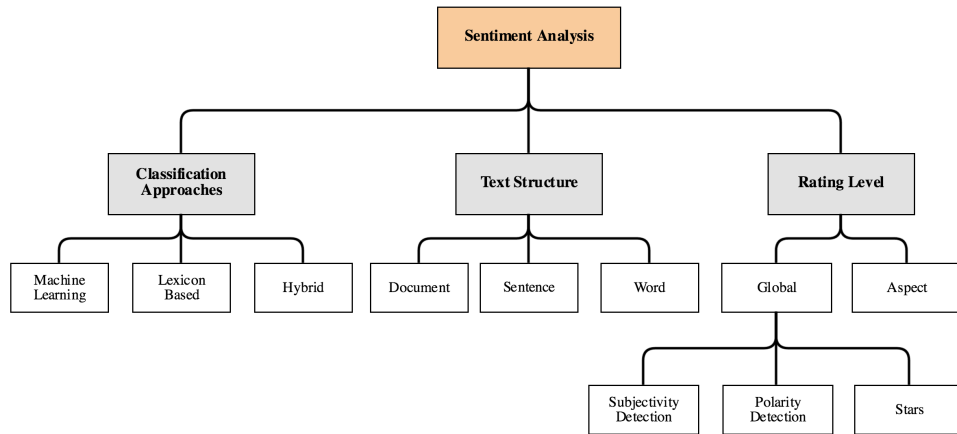 Sentiment Analysis
Classification
Approaches
Text Structure
Rating Level
Machine
Learning
Lexicon
Based
Hybrid
Document
Sentence
Word
Global
Aspect
Subjectivity
Detection
Polarity
Detection
Stars